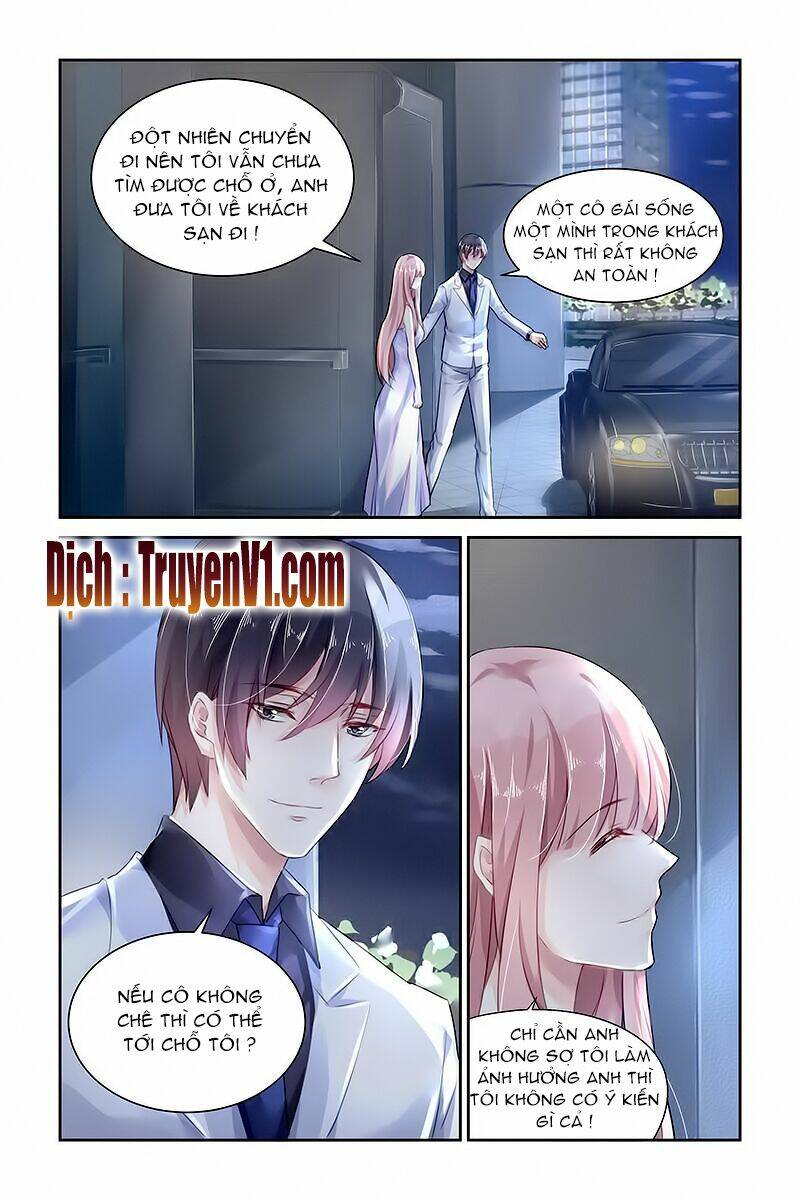 ĐỘT NHIÊN CHUYỂN
ĐI NÊN TÔI VẪN CHƯA
TÌM ĐƯỢC CHỖ Ở, ANH
ĐƯA TÔI VỀ KHÁCH
SẠN ĐI !
MỘT CÔ GÁI SỐNG
MỘT MÌNH TRONG KHÁCH
SẠN THÌ RẤT KHÔNG
AN TOÀN !
Dịch : TruyenV1.com
NẾU CÔ KHÔNG
CHÊ THÌ CÓ THỂ
TỚI CHỖ TÔI ?
CHỈ CẦN ANH
KHÔNG SỢ TÔI LÀM
ẢNH HƯỞNG ANH THÌ
TÔI KHÔNG CÓ Ý KIẾN
GÌ CẢ !